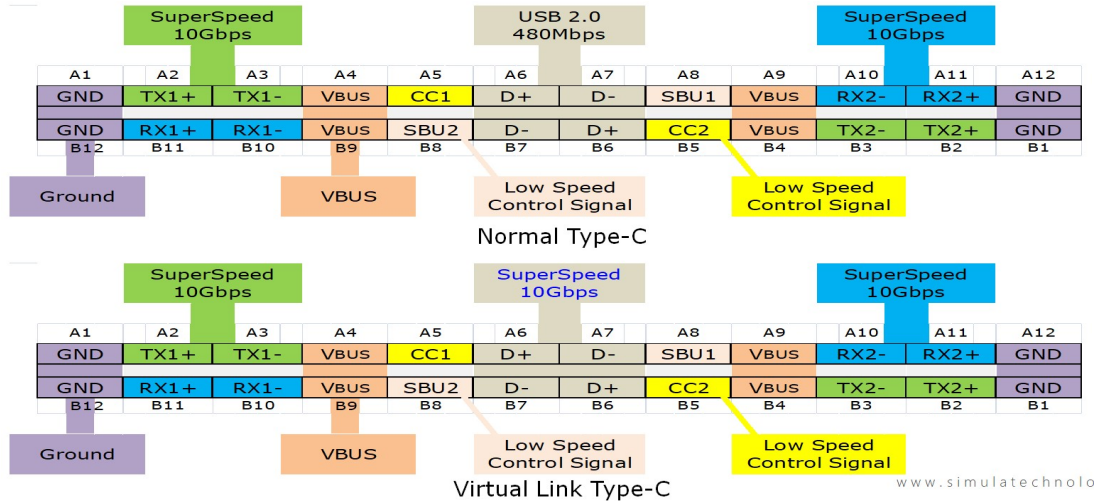 SuperSpeed
10Gbps
USB 2.0
480Mbps
SuperSpeed
10Gbps
A1 A2 A3 A4 A5 A6 A7 A8 A9 A10 A11 A12
GND TX1+ TX1- VBUS CC1 D+ D- SBU1 VBUS RX2- RX2+ GND
GND RX1+ RX1- VBUS SBU2 D- D+ CC2 VBUS TX2- TX2+ GND
B12 B11 B10 B9 B8 B7 B6 B5 B4 B3 B2 B1
Ground
VBUS
Low Speed
Control Signal
Low Speed
Control Signal
Normal Type-C
SuperSpeed
10Gbps
SuperSpeed
10Gbps
SuperSpeed
10Gbps
A1 A2 A3 A4 A5 A6 A7 A8 A9 A10 A11 A12
GND TX1+ TX1- VBUS CC1 D+ D- SBU1 VBUS RX2- RX2+ GND
GND RX1+ RX1- VBUS SBU2 D- D+ CC2 VBUS TX2- TX2+ GND
B12 B11 B10 B9 B8 B7 B6 B5 B4 B3 B2 B1
Ground
VBUS
Low Speed
Control Signal
Low Speed
Control Signal
Virtual Link Type-C
www.simulatechnolo